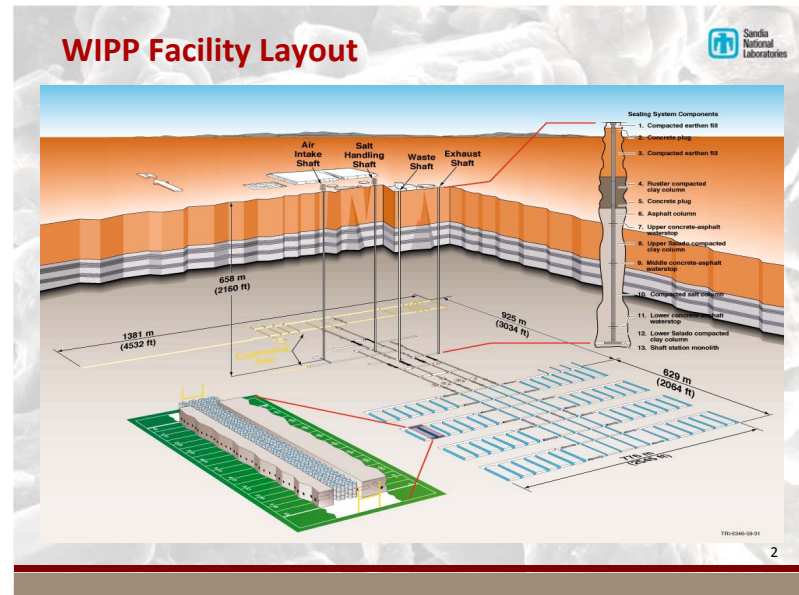 WIPP Facility Layout
Sandia
National
Laboratories
Sealing System Components
1. Compacted earthen fill
2. Concrete plug
3. Compacted earthen fill
4. Rustler compacted
clay column
5. Concrete plug
6. Asphalt column
7. Upper concrete-asphalt
waterstop
8. Upper Salado compacted
clay column
9. Middle concrete-asphalt
waterstop
10. Compacted salt column
11. Lower concrete-asphalt
waterstop
12. Lower Salado compacted
clay column
13. Shaft station monolith
Air
Intake
Shaft
Salt
Handling
Shaft
Waste
Shaft
Exhaust
Shaft
658 m
(2160 ft)
1381 m
(4532 ft)
925 m
(3034 ft)
629 m
(2064 ft)
TRI-6346-58-31
2